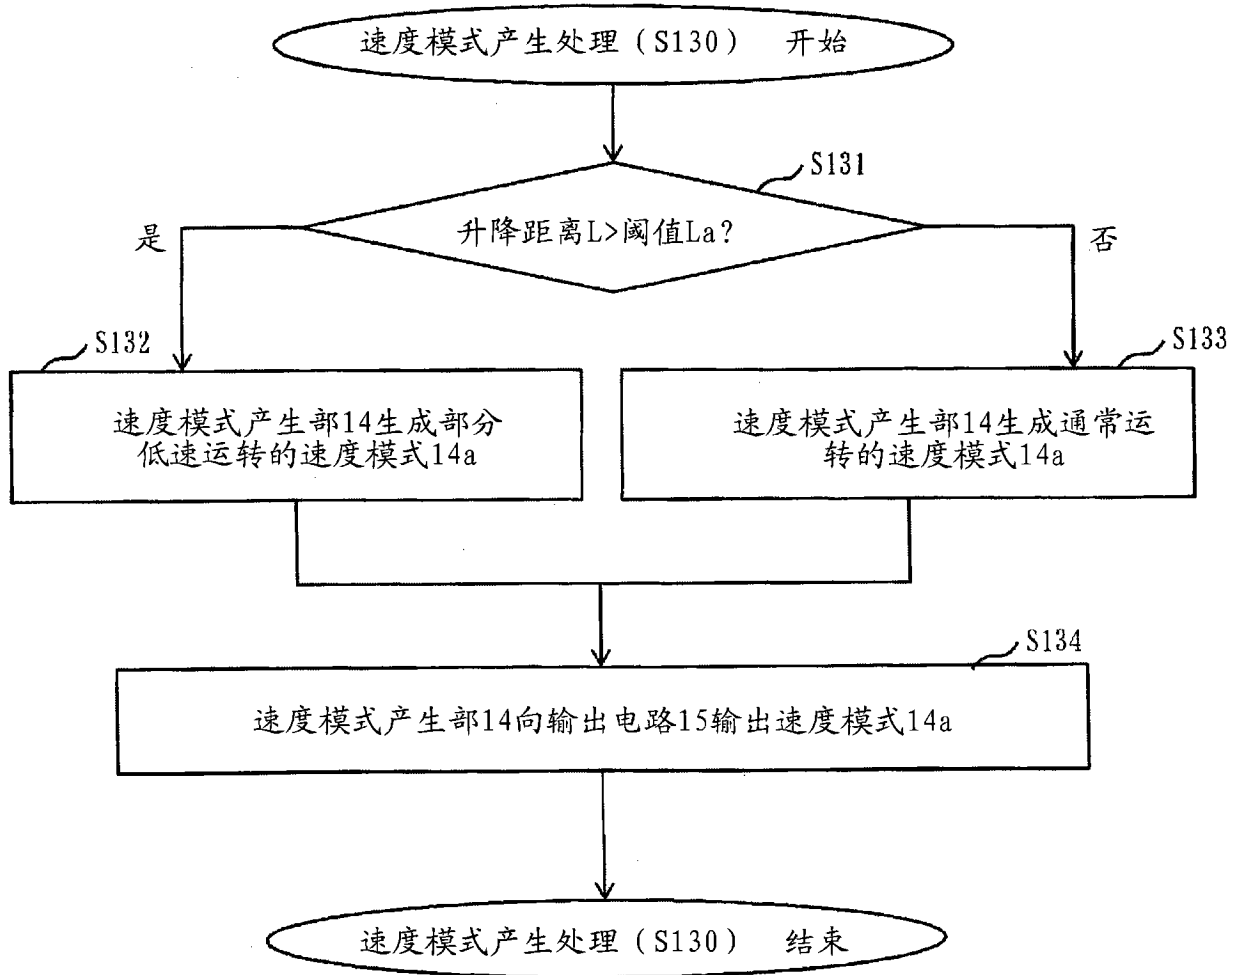 速度模式产生处理(S130) 开始
S131
升降距离L>阈值La?
是
否
S132
S133
速度模式产生部14生成部分
低速运转的速度模式14a
速度模式产生部14生成通常运
转的速度模式14a
S134
速度模式产生部14向输出电路15输出速度模式14a
速度模式产生处理(S130) 结束